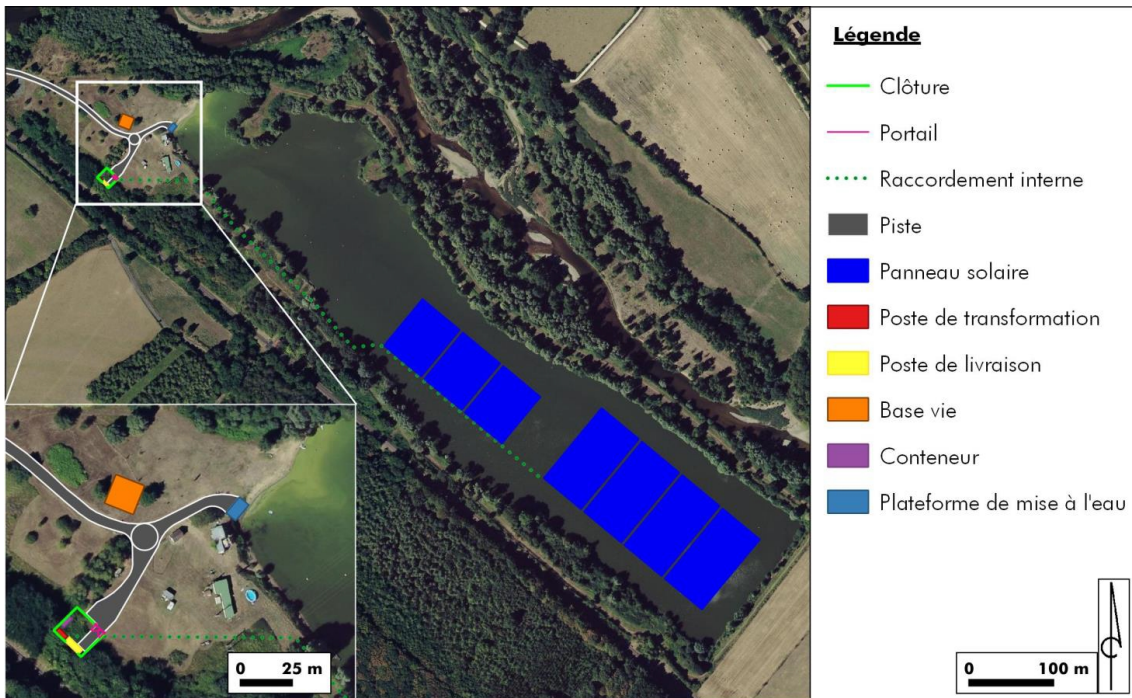 Légende
Clôture
Portail
Raccordement interne
Piste
Panneau solaire
Poste de transformation
Poste de livraison
Base vie
Conteneur
Plateforme de mise à l'eau
0 25 m
0 100 m